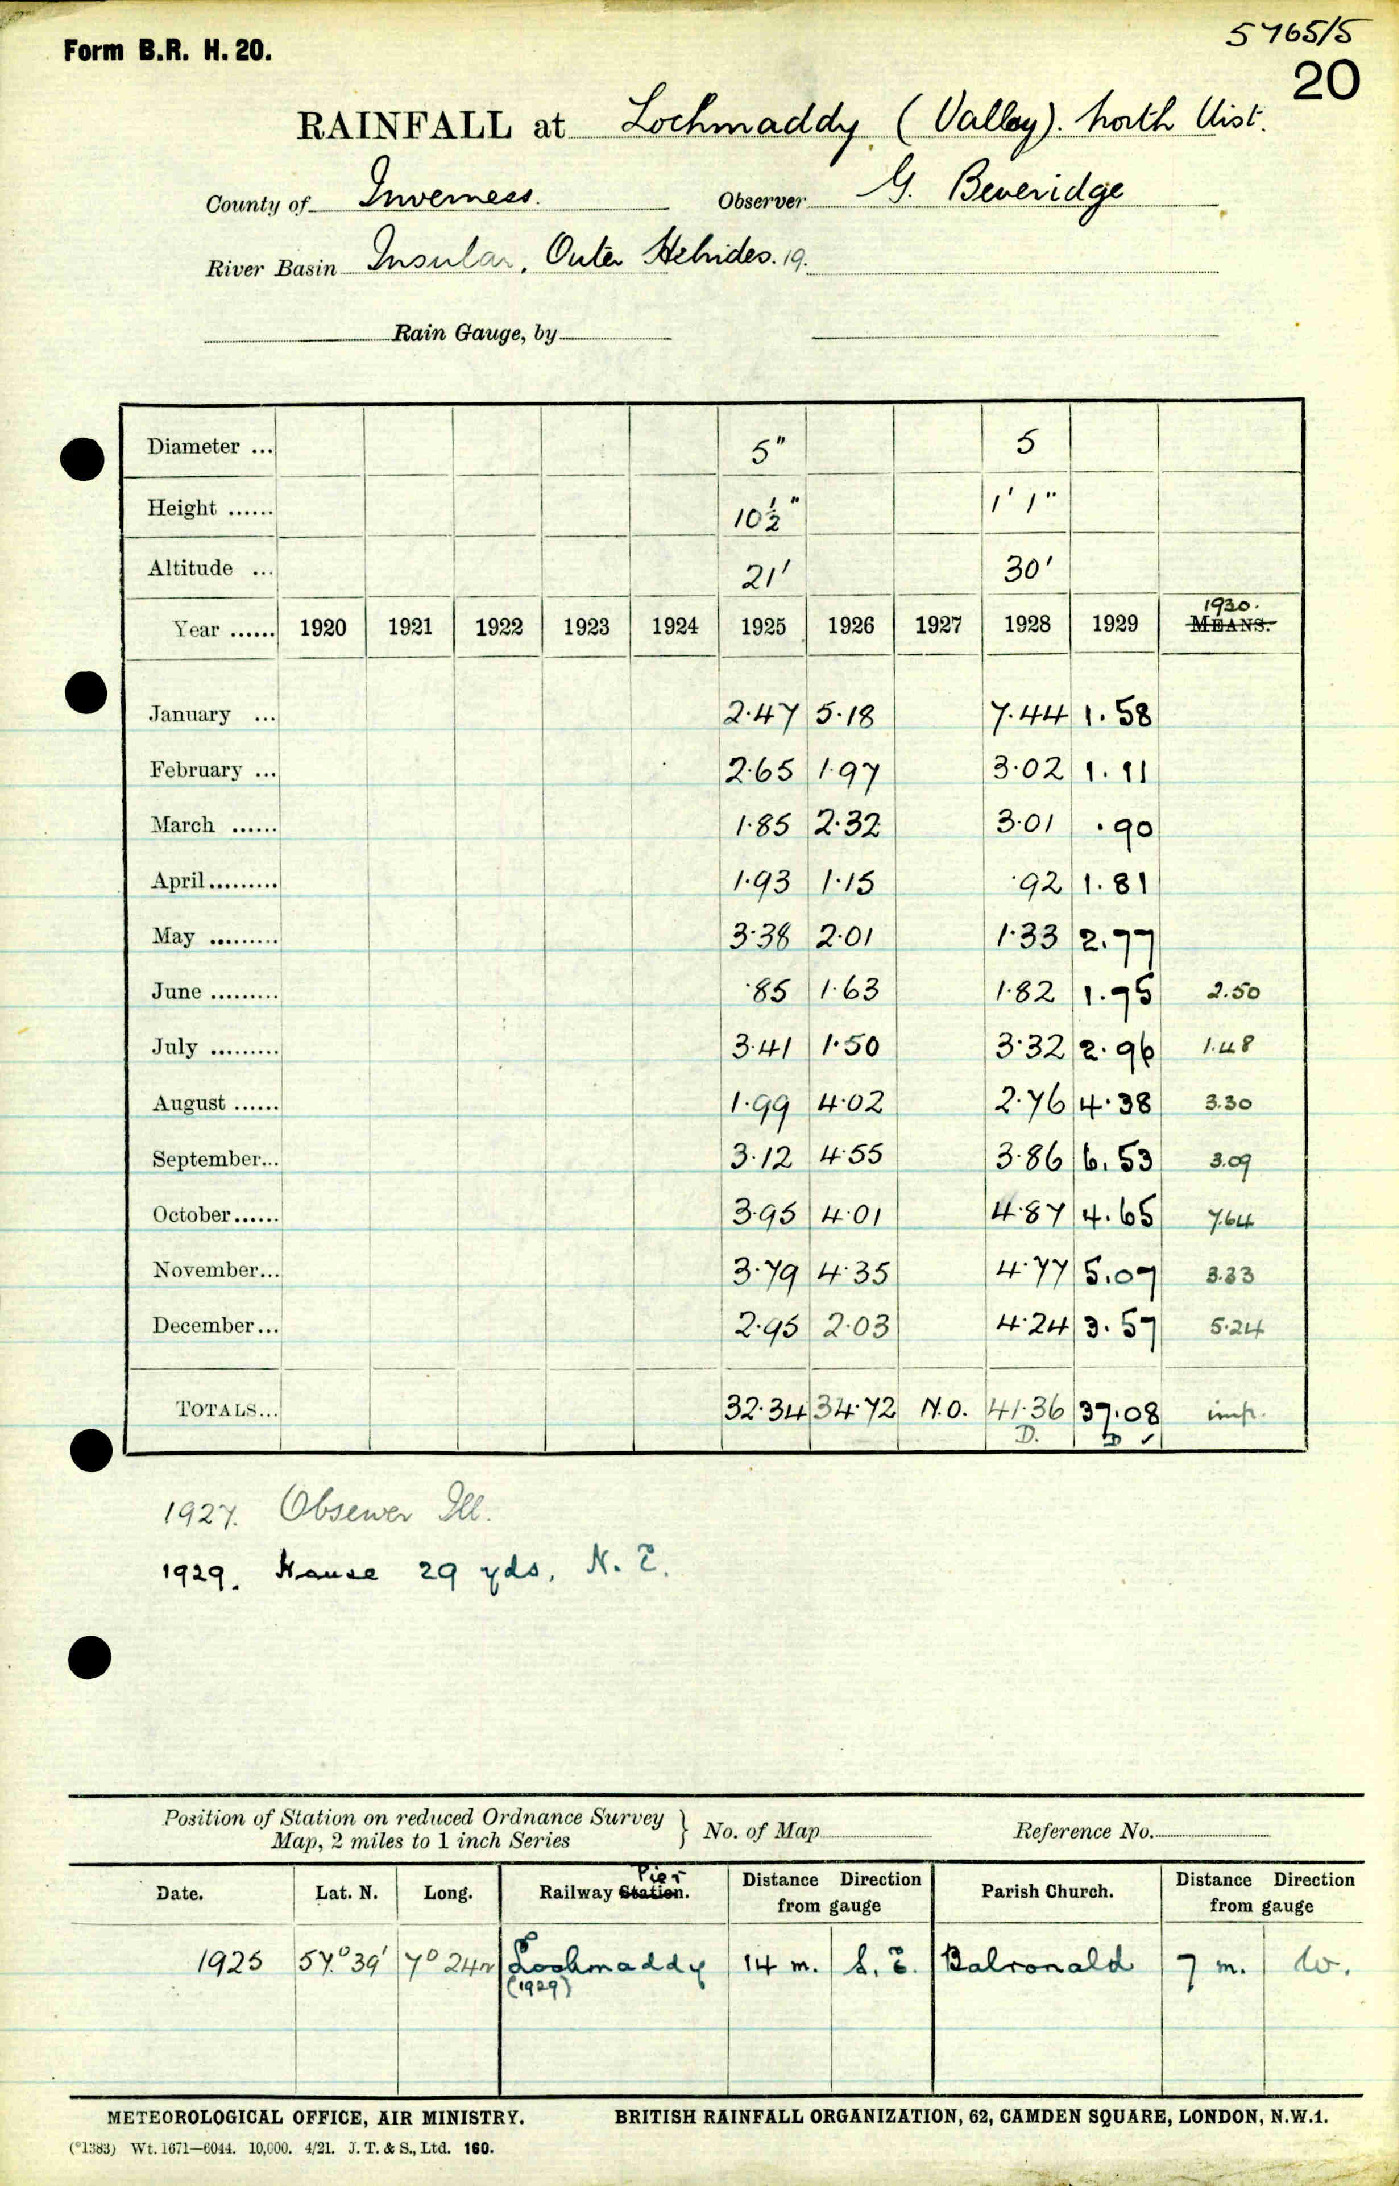 5765/5
Form B.R. H. 20.
20
RAINFALL at Lochmaddy (Vallay). North Uist.
County of Inverness. Observer G. Beveridge
River Basin Insular, Outer Hebrides. 19.
Rain Gauge, by
Diameter ... 5" 5
Height ...... 10½" 1' 1"
Altitude ... 21' 30'
1930.
Year ...... 1920 1921 1922 1923 1924 1925 1926 1927 1928 1929 MEANS.
January ... 2.47 5.18 7.44 1.58
February ... 2.65 1.97 3.02 1.11
March ...... 1.85 2.32 3.01 .90
April ......... 1.93 1.15 .92 1.81
May ......... 3.38 2.01 1.33 2.77
June ......... .85 1.63 1.82 1.75 2.50
July ......... 3.41 1.50 3.32 2.96 1.48
August ...... 1.99 4.02 2.76 4.38 3.30
September... 3.12 4.55 3.86 6.53 3.09
October ...... 3.95 4.01 4.87 4.65 7.64
November... 3.79 4.35 4.77 5.07 3.33
December... 2.95 2.03 4.24 3.57 5.24
TOTALS... 32.34 34.72 N.O. 41.36 37.08 imp.
D. D ✓
1927. Observer Ill.
1929. House 29 yds, N. E.
Position of Station on reduced Ordnance Survey
Map, 2 miles to 1 inch Series } No. of Map Reference No.
Pier
Date. Lat. N. Long. Railway Station. Distance Direction from gauge Parish Church. Distance Direction from gauge
1925 57.° 39' 7° 24W Lochmaddy 14 m. S. E. Balronald 7 m. W.
(1929)
METEOROLOGICAL OFFICE, AIR MINISTRY. BRITISH RAINFALL ORGANIZATION, 62, CAMDEN SQUARE, LONDON, N.W.1.
(*1383) Wt. 1671—6044. 10,000. 4/21. J. T. & S., Ltd. 160.